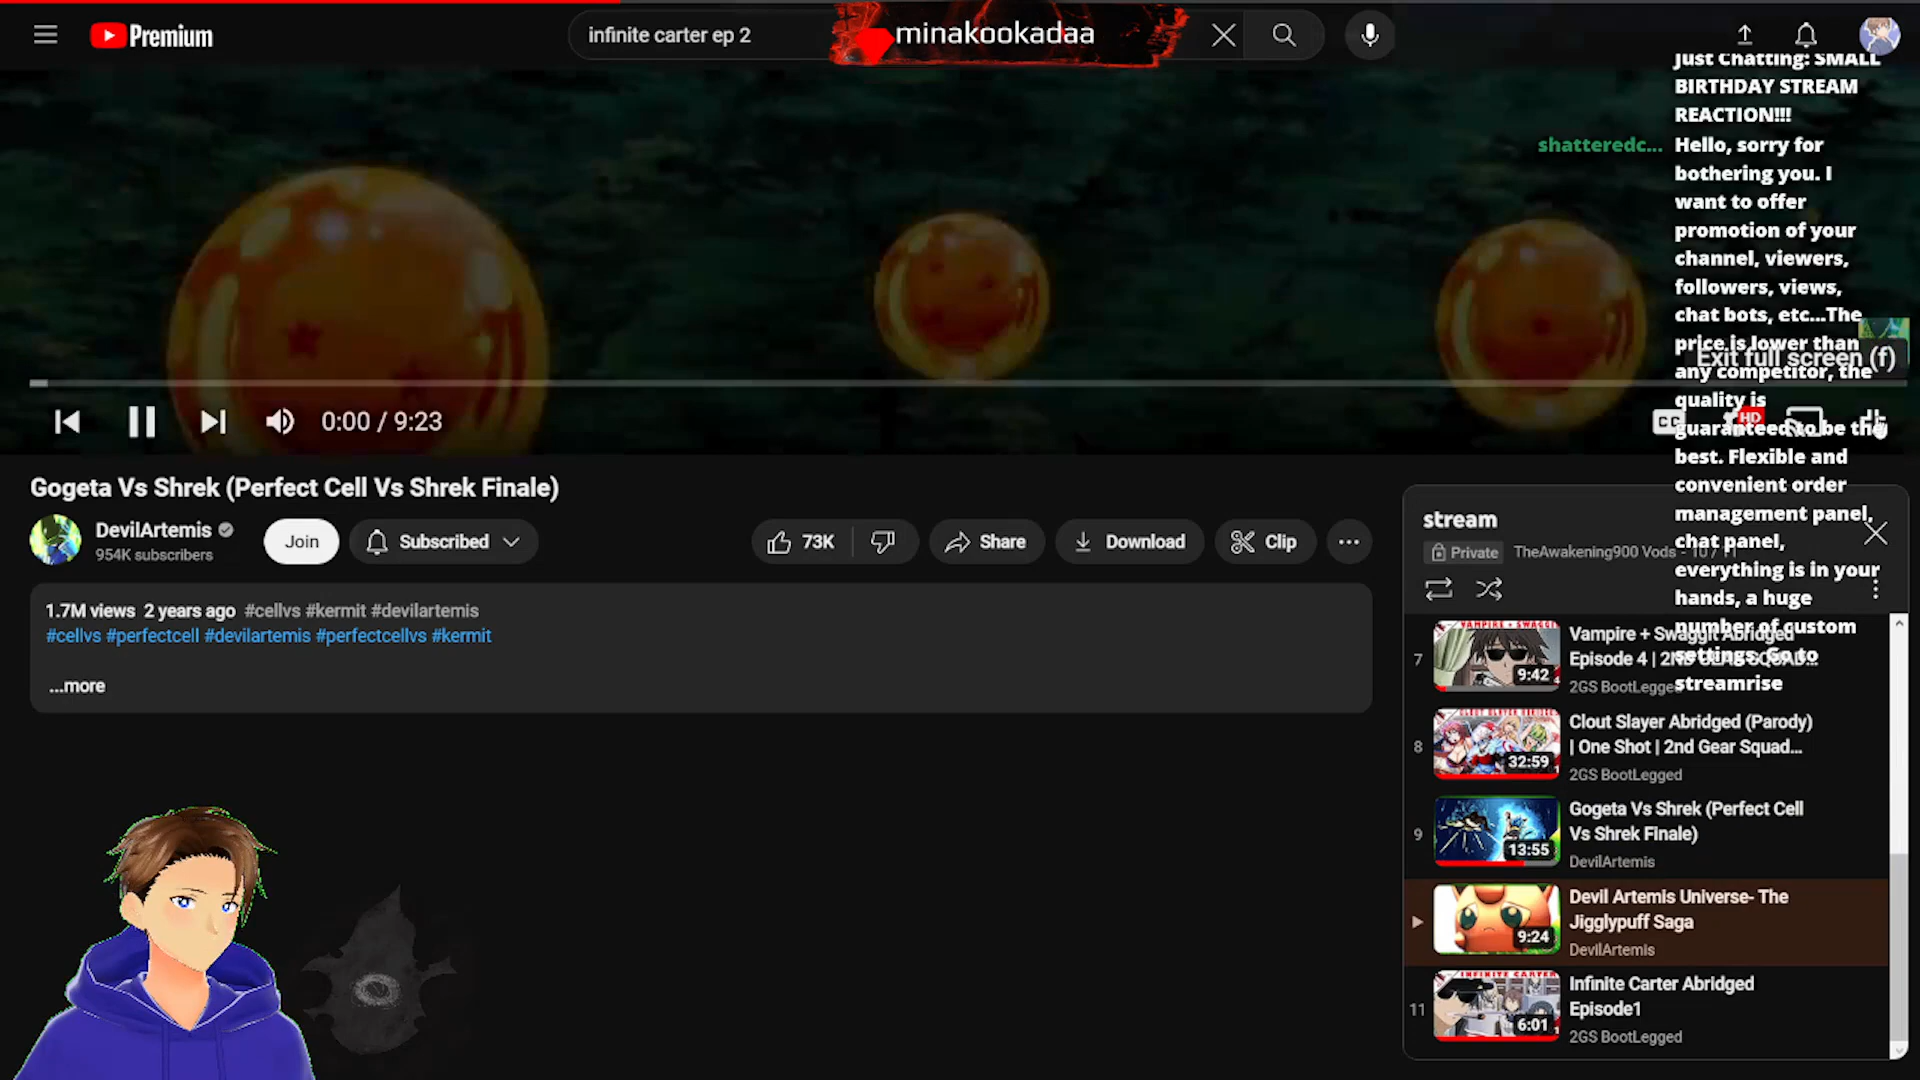 Premium
infinite carter ep 2
minakookadaa
Just Chatting: SMALL
BIRTHDAY STREAM
REACTION!!!
shatteredc...
Hello, sorry for
bothering you. I
want to offer
promotion of your
channel, viewers,
followers, views,
chat bots, etc...The
price is lower than
any competitor, the
quality is
guaranteed to be the
best. Flexible and
convenient order
management panel,
chat panel,
everything is in your
hands, a huge
number of custom
settings. Go to
streamrise
Exit full screen (f)
0:00 / 9:23
CC
HD
Gogeta Vs Shrek (Perfect Cell Vs Shrek Finale)
DevilArtemis
954K subscribers
Join
Subscribed
73K
Share
Download
Clip
1.7M views 2 years ago #cellvs #kermit #devilartemis
#cellvs #perfectcell #devilartemis #perfectcellvs #kermit
...more
stream
Private
TheAwakening900 Vods - 10 / 11
7
VAMPIRE + SWAGGIT
9:42
Vampire + Swaggit Abridged
Episode 4 | 2ND GEAR SQUAD...
2GS BootLegged
8
CLOUT SLAYER ABRIDGED
32:59
Clout Slayer Abridged (Parody)
| One Shot | 2nd Gear Squad...
2GS BootLegged
9
13:55
Gogeta Vs Shrek (Perfect Cell
Vs Shrek Finale)
DevilArtemis
9:24
Devil Artemis Universe- The
Jigglypuff Saga
DevilArtemis
11
INFINITE CARTER
6:01
Infinite Carter Abridged
Episode1
2GS BootLegged